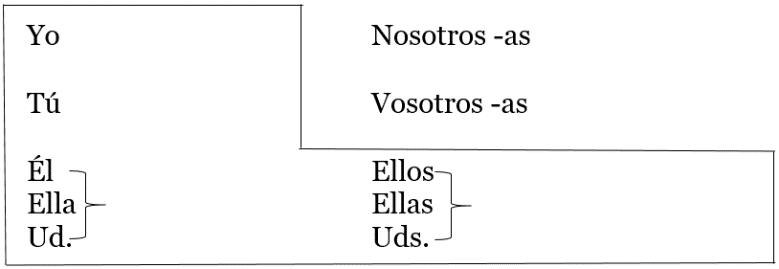 Yo Nosotros -as
Tú Vosotros -as
Él Ellos
Ella Ellas
Ud. Uds.